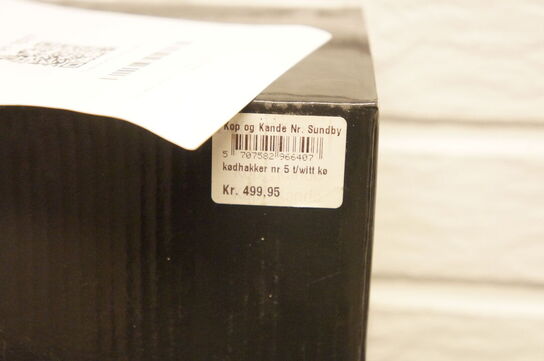 Kop og Kande Nr. Sundby
5 707582 966407
kødhakker nr 5 t/witt kø
Kr. 499,95